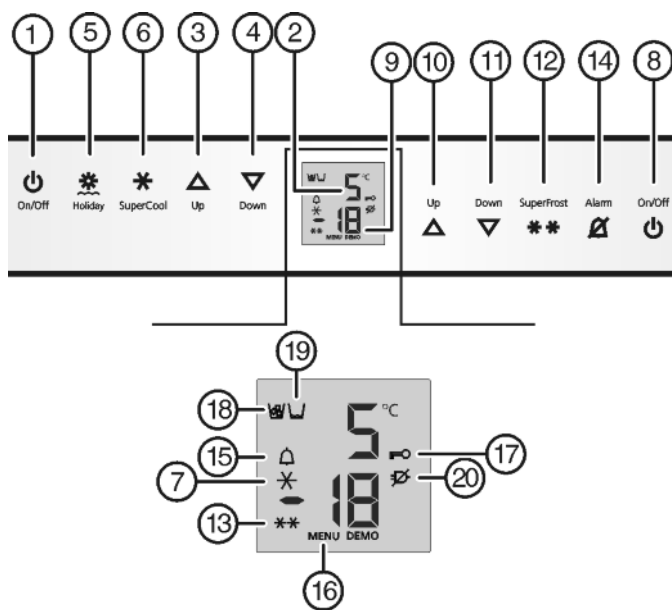 1 5 6 3 4 2 9 10 11 12 14 8
On/Off Holiday SuperCool Up Down
5 °C
18
MENU DEMO
Up Down SuperFrost Alarm On/Off
19
18
5 °C
15
17
7
20
13
18
MENU DEMO
16